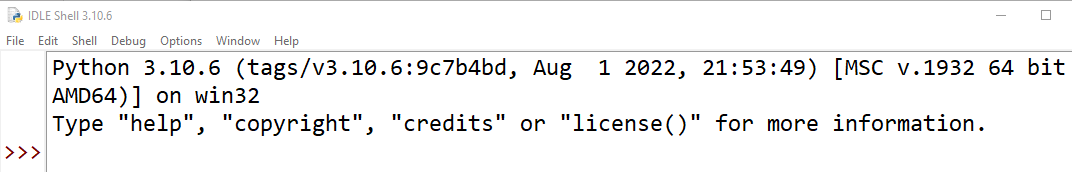 IDLE Shell 3.10.6
File Edit Shell Debug Options Window Help
Python 3.10.6 (tags/v3.10.6:9c7b4bd, Aug  1 2022, 21:53:49) [MSC v.1932 64 bit
AMD64)] on win32
Type "help", "copyright", "credits" or "license()" for more information.
>>>